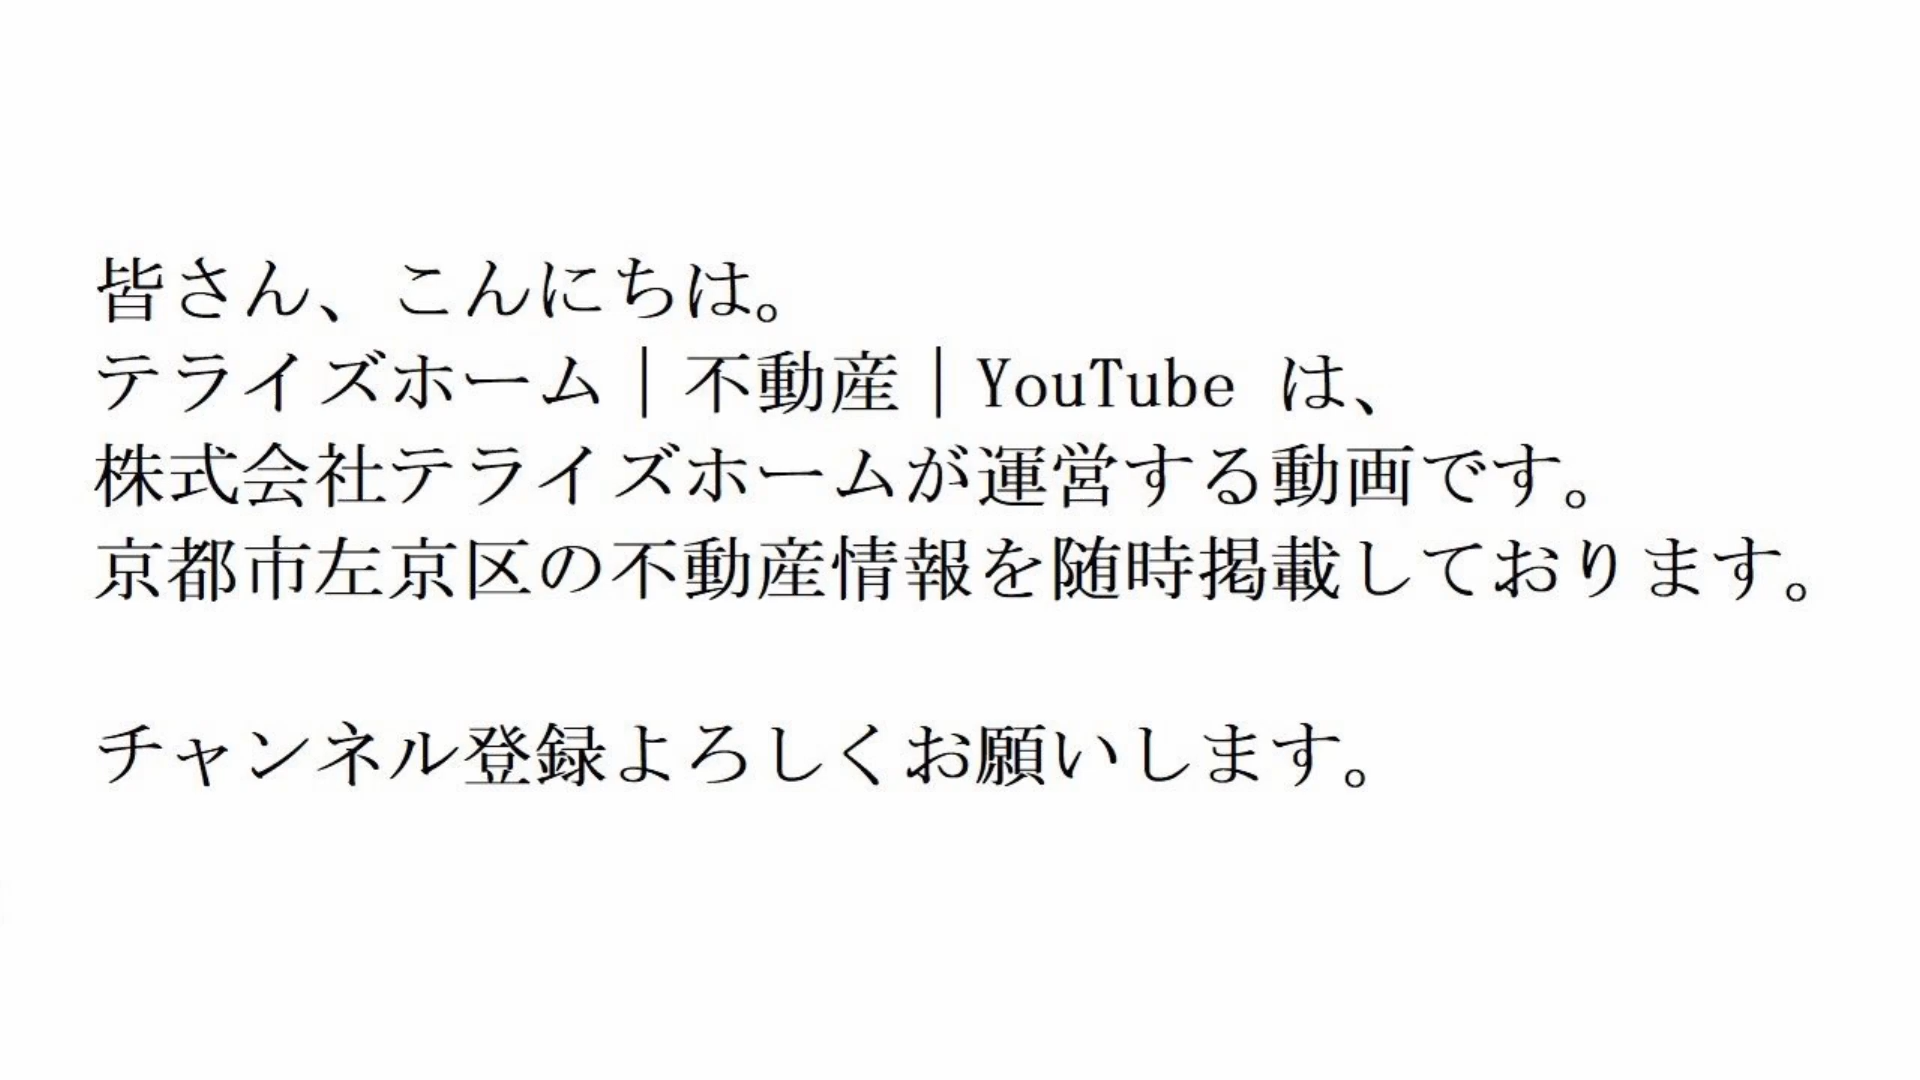 皆さん、こんにちは。
テライズホーム｜不動産｜YouTube は、
株式会社テライズホームが運営する動画です。
京都市左京区の不動産情報を随時掲載しております。
チャンネル登録よろしくお願いします。